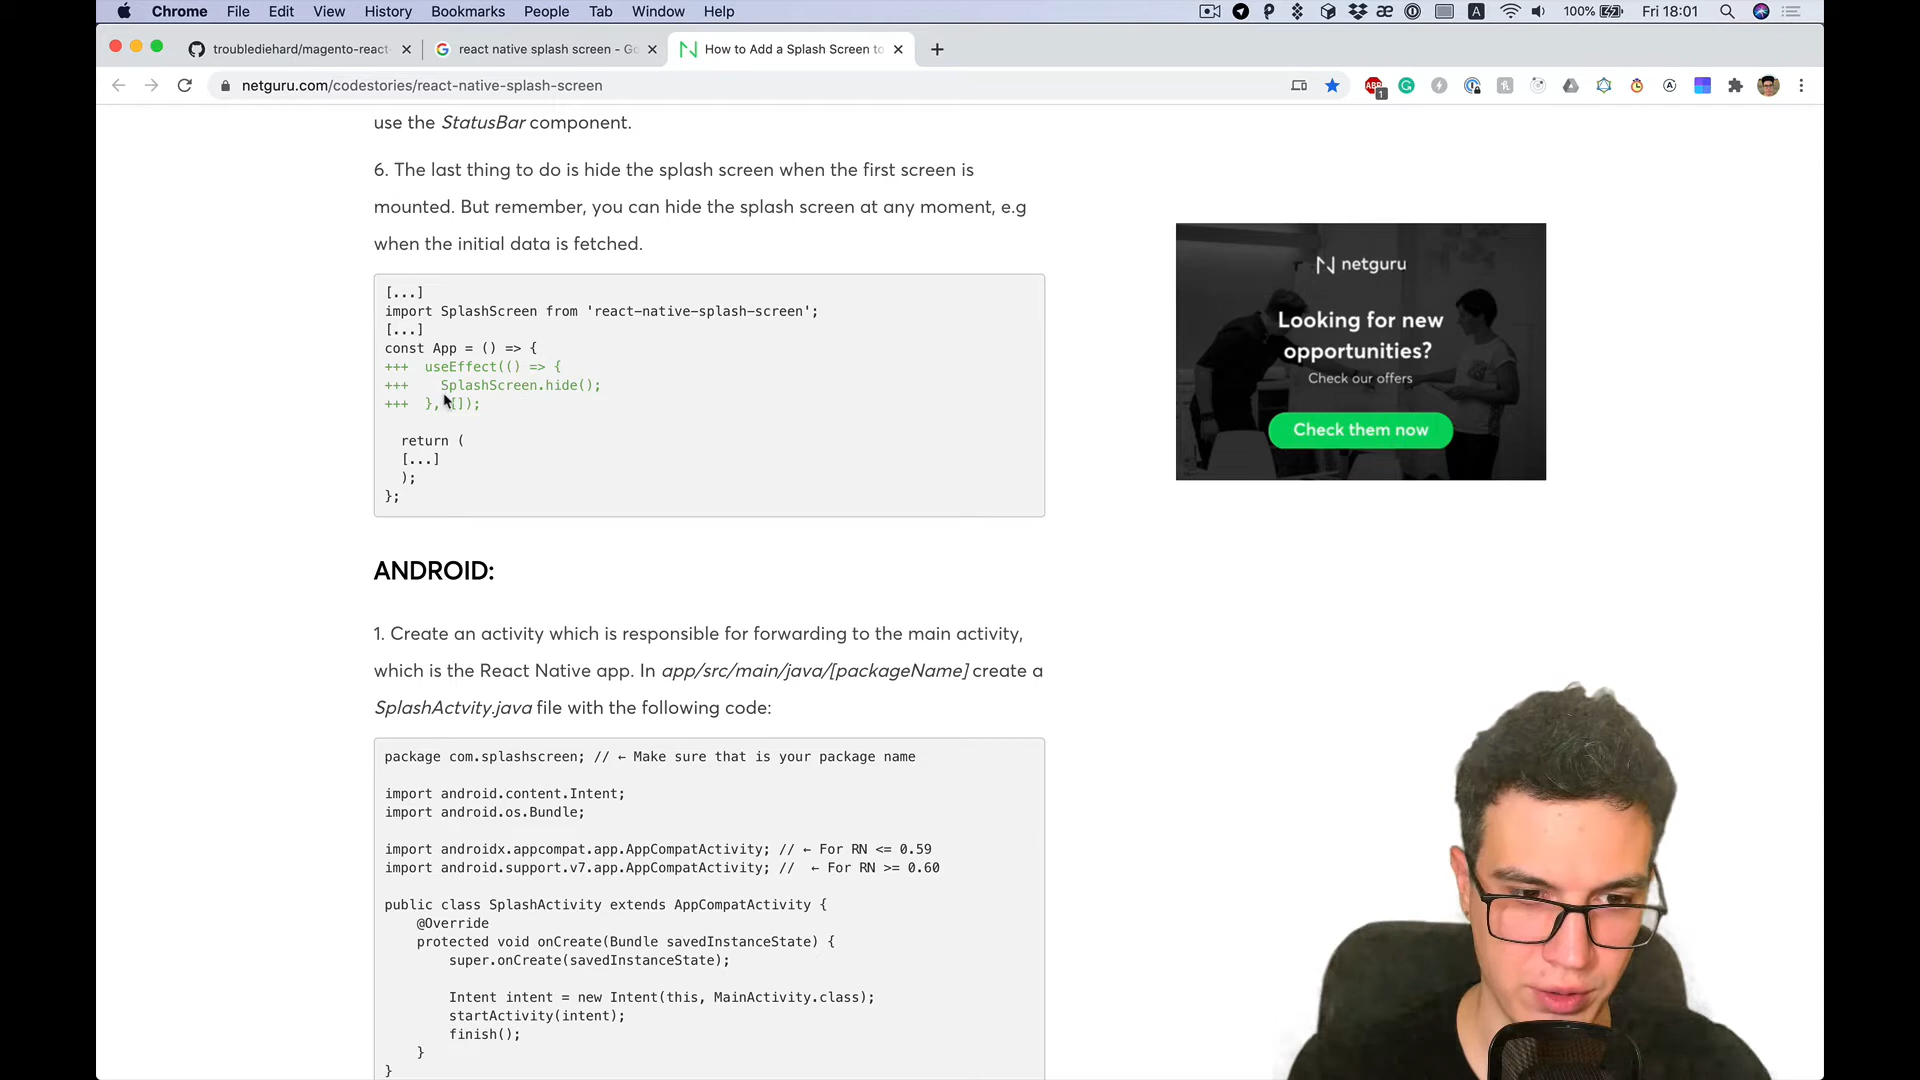 Chrome File Edit View History Bookmarks People Tab Window Help 100% Fri 18:01
troublediehard/magento-react- react native splash screen - Go How to Add a Splash Screen to
netguru.com/codestories/react-native-splash-screen
use the StatusBar component.
6. The last thing to do is hide the splash screen when the first screen is
mounted. But remember, you can hide the splash screen at any moment, e.g
when the initial data is fetched.
[...]
import SplashScreen from 'react-native-splash-screen';
[...]
const App = () => {
+++ useEffect(() => {
+++ SplashScreen.hide();
+++ }, []);
return (
[...]
);
};
netguru
Looking for new
opportunities?
Check our offers
Check them now
ANDROID:
1. Create an activity which is responsible for forwarding to the main activity,
which is the React Native app. In app/src/main/java/[packageName] create a
SplashActvity.java file with the following code:
package com.splashscreen; // ← Make sure that is your package name
import android.content.Intent;
import android.os.Bundle;
import androidx.appcompat.app.AppCompatActivity; // ← For RN <= 0.59
import android.support.v7.app.AppCompatActivity; // ← For RN >= 0.60
public class SplashActivity extends AppCompatActivity {
@Override
protected void onCreate(Bundle savedInstanceState) {
super.onCreate(savedInstanceState);
Intent intent = new Intent(this, MainActivity.class);
startActivity(intent);
finish();
}
}